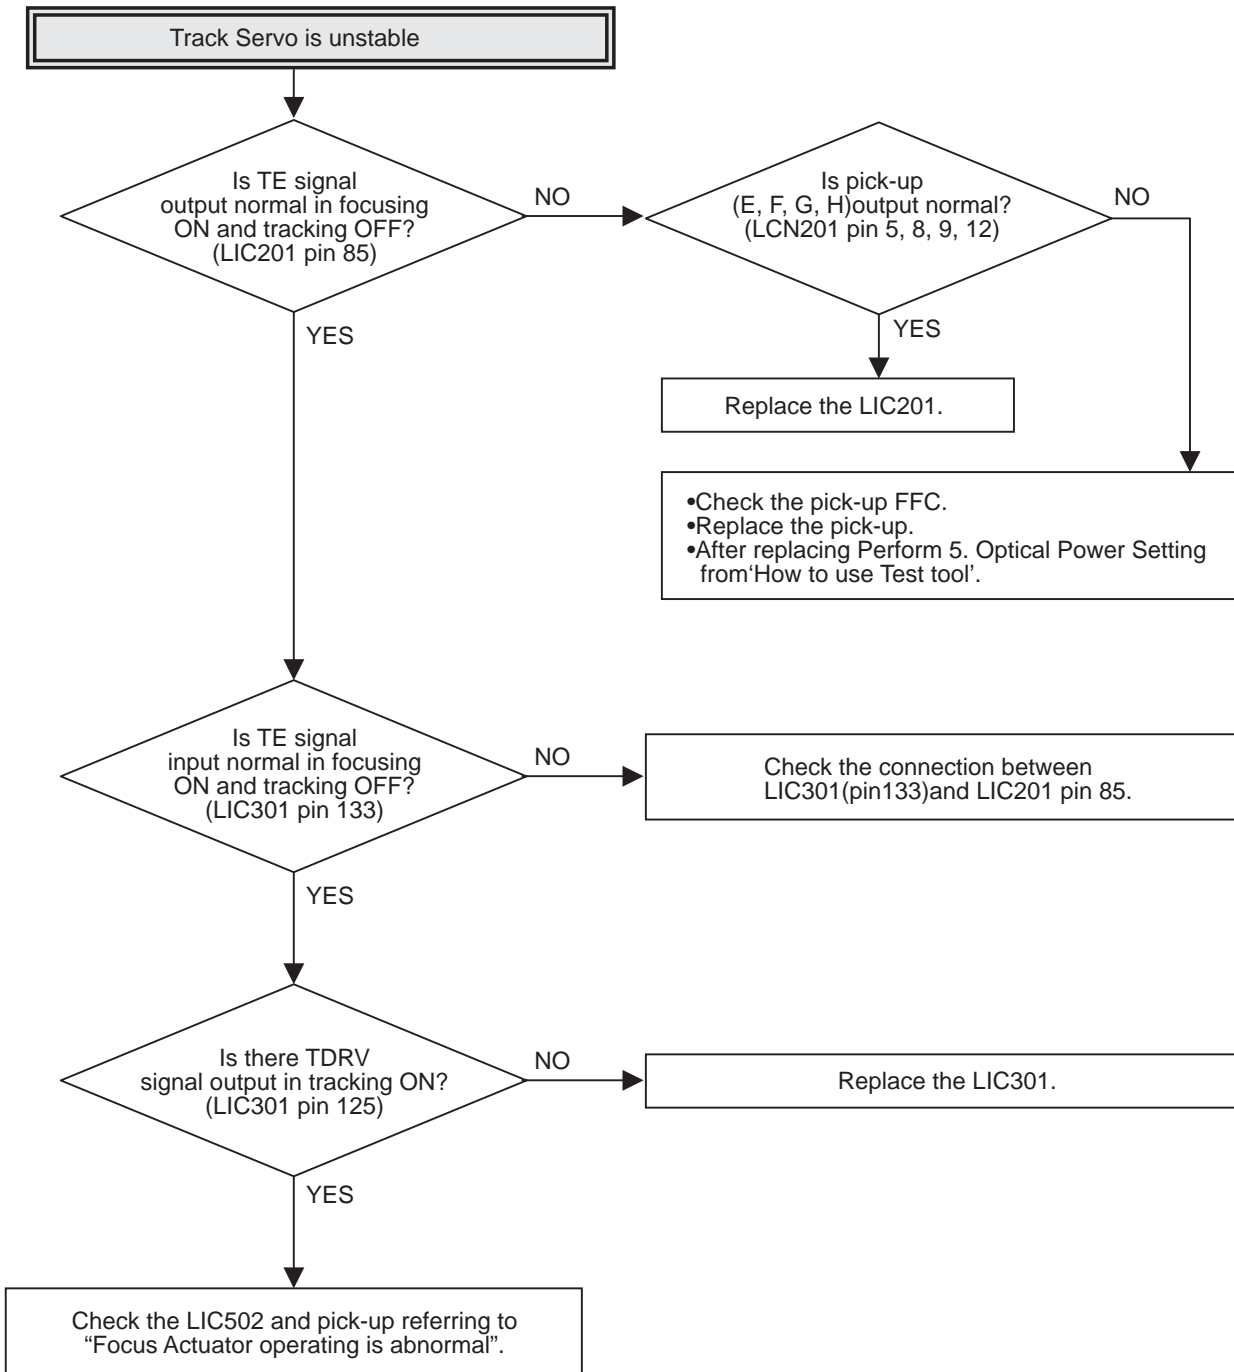 Track Servo is unstable
Is TE signal
output normal in focusing
ON and tracking OFF?
(LIC201 pin 85)
NO
Is pick-up
(E, F, G, H)output normal?
(LCN201 pin 5, 8, 9, 12)
NO
YES
YES
Replace the LIC201.
•Check the pick-up FFC.
•Replace the pick-up.
•After replacing Perform 5. Optical Power Setting
from‘How to use Test tool’.
Is TE signal
input normal in focusing
ON and tracking OFF?
(LIC301 pin 133)
NO
Check the connection between
LIC301(pin133)and LIC201 pin 85.
YES
Is there TDRV
signal output in tracking ON?
(LIC301 pin 125)
NO
Replace the LIC301.
YES
Check the LIC502 and pick-up referring to
“Focus Actuator operating is abnormal”.